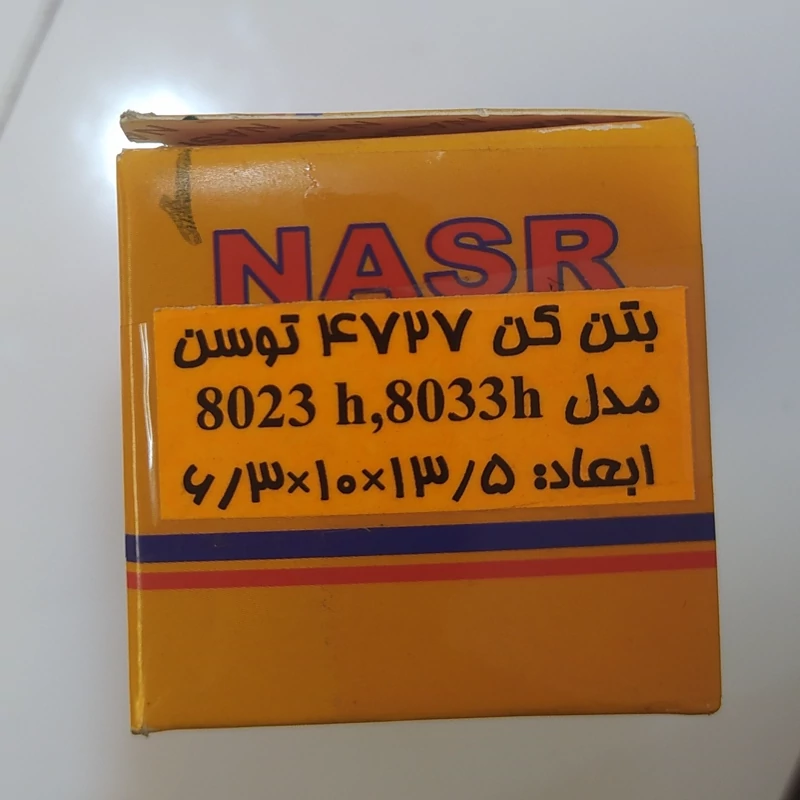 NASR
بتن کن ۴۷۲۷ توسن
مدل 8023 h,8033h
ابعاد: ۱۳/۵×۱۰×۶/۳